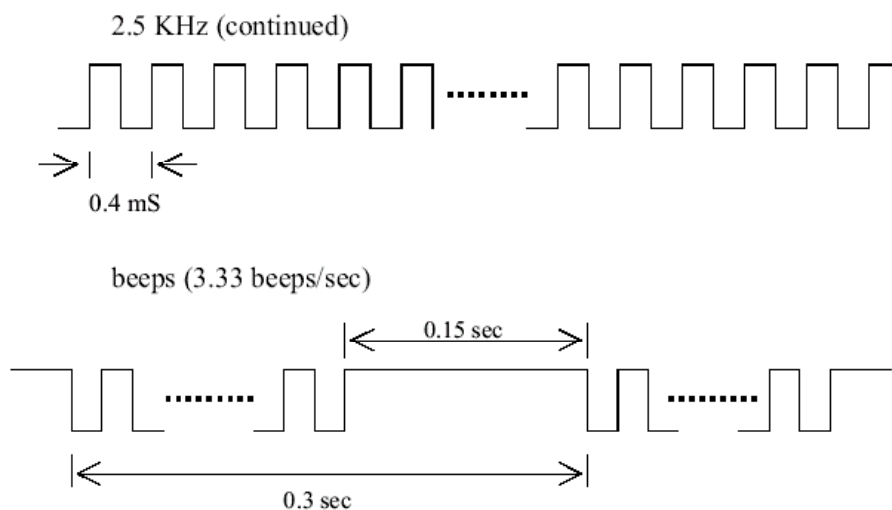 2.5 KHz (continued)
0.4 mS
beeps (3.33 beeps/sec)
0.15 sec
0.3 sec